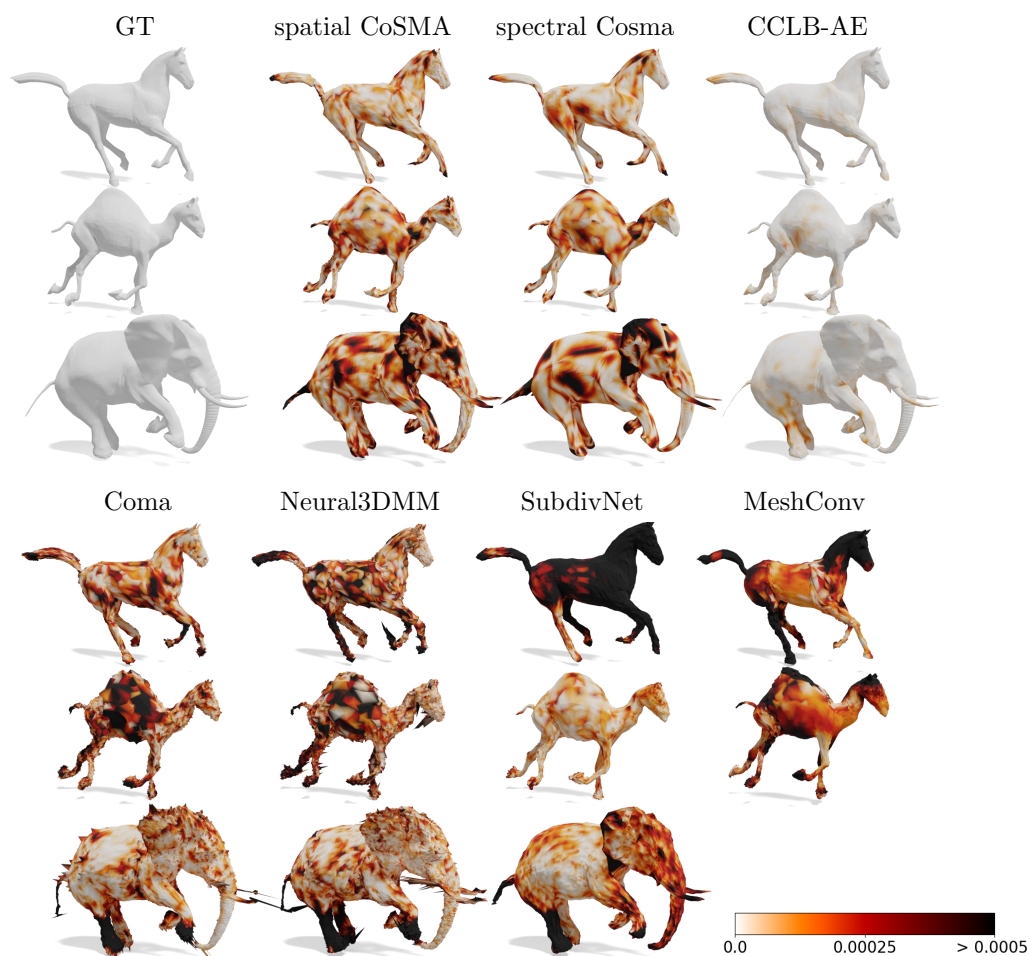 GT spatial CoSMA spectral Cosma CCLB-AE
Coma Neural3DMM SubdivNet MeshConv
0.0 0.00025 > 0.0005